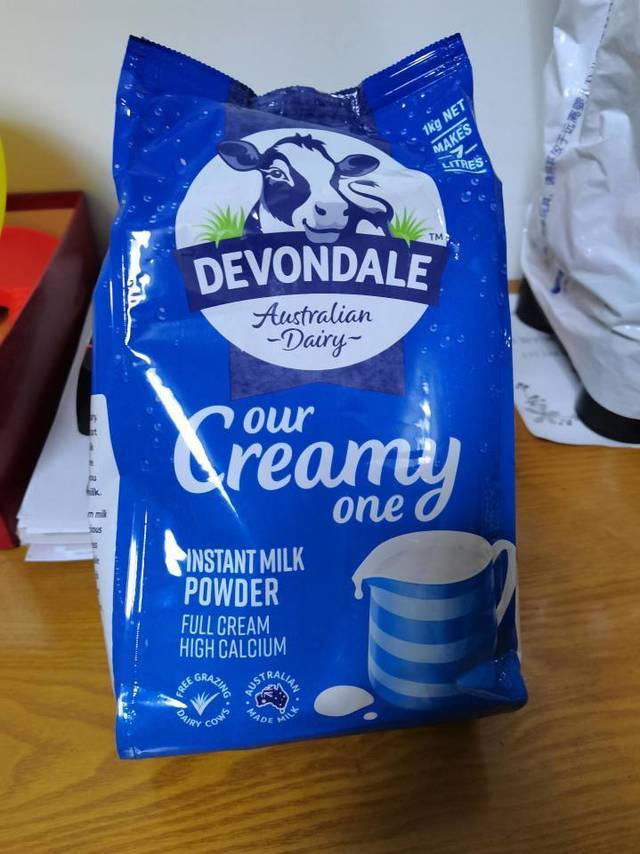 1kg NET
MAKES
7
LITRES
DEVONDALE™
Australian
-Dairy-
our
Creamy
one
INSTANT MILK
POWDER
FULL CREAM
HIGH CALCIUM
FREE GRAZING
DAIRY COWS
AUSTRALIAN
MADE MILK